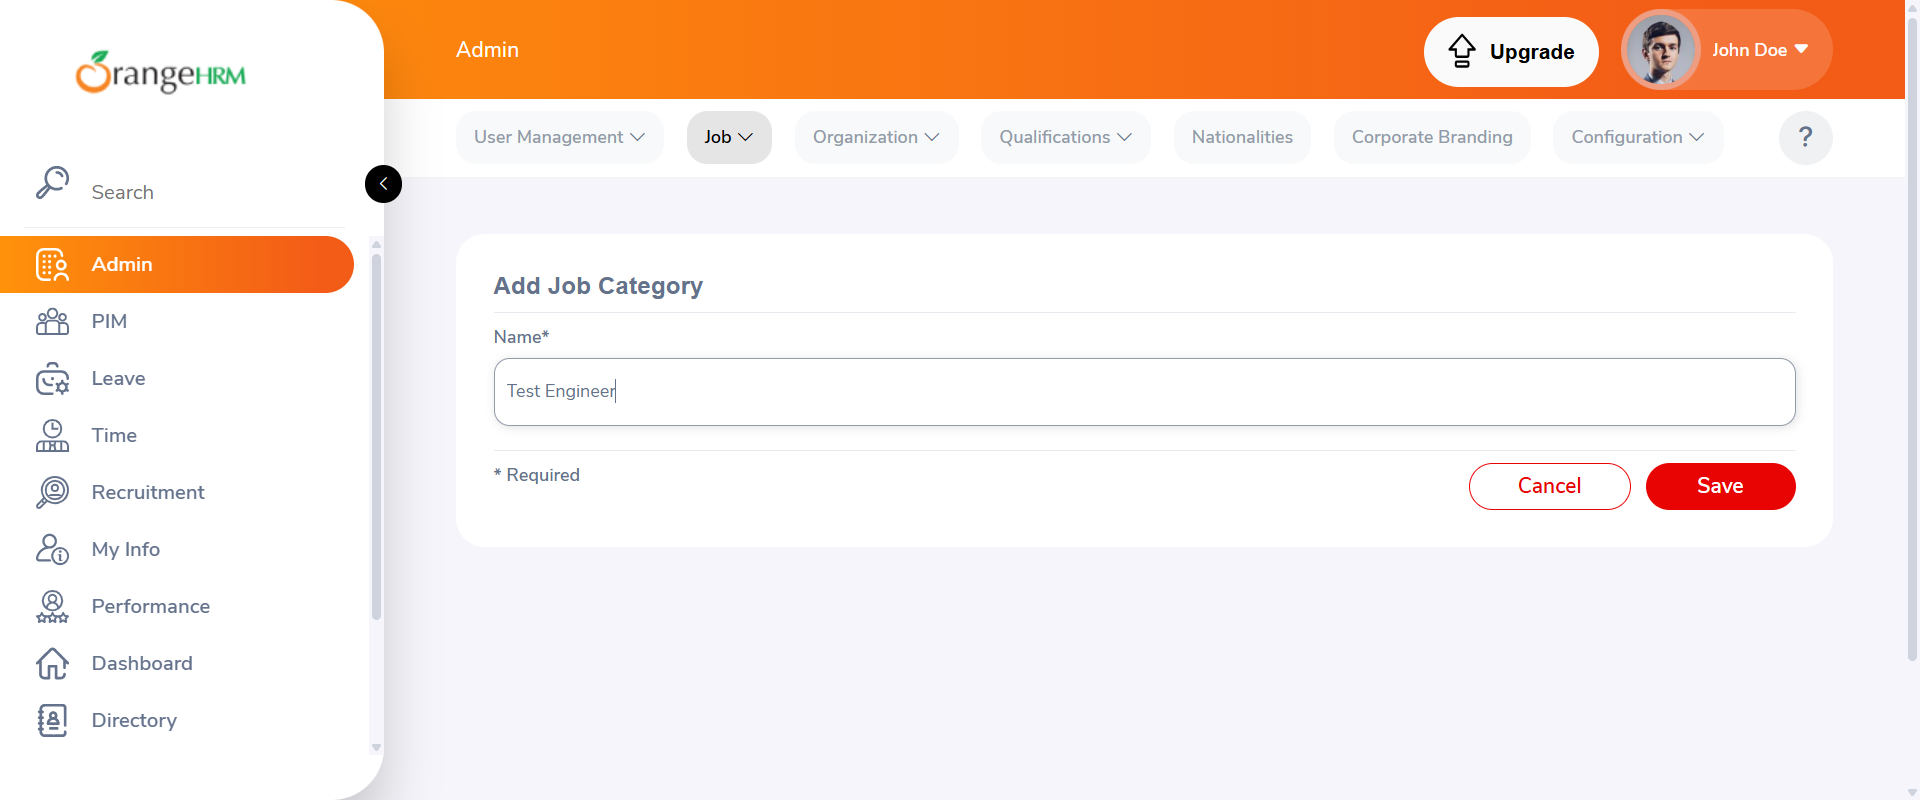 OrangeHRM
Admin
Upgrade
John Doe
User Management
Job
Organization
Qualifications
Nationalities
Corporate Branding
Configuration
?
Search
Admin
PIM
Leave
Time
Recruitment
My Info
Performance
Dashboard
Directory
Add Job Category
Name*
Test Engineer
* Required
Cancel
Save